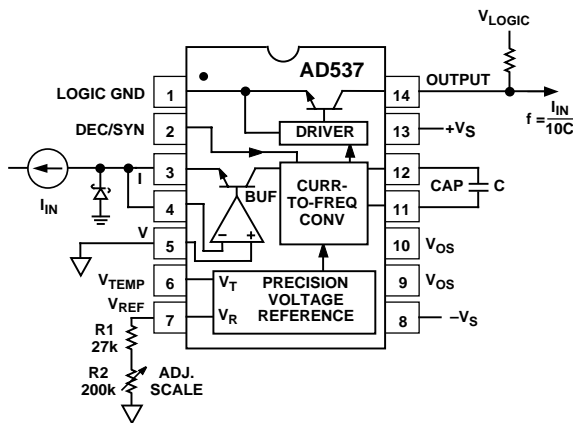 VLOGIC
AD537
LOGIC GND
1
14
OUTPUT
f = IIN
10C
DEC/SYN
2
DRIVER
13
+VS
IIN
I
3
CURR-
TO-FREQ
CONV
12
CAP
C
4
BUF
11
V
5
–
+
10
VOS
VTEMP
6
VT
PRECISION
VOLTAGE
REFERENCE
9
VOS
VREF
7
VR
8
–VS
R1
27k
R2
200k
ADJ.
SCALE